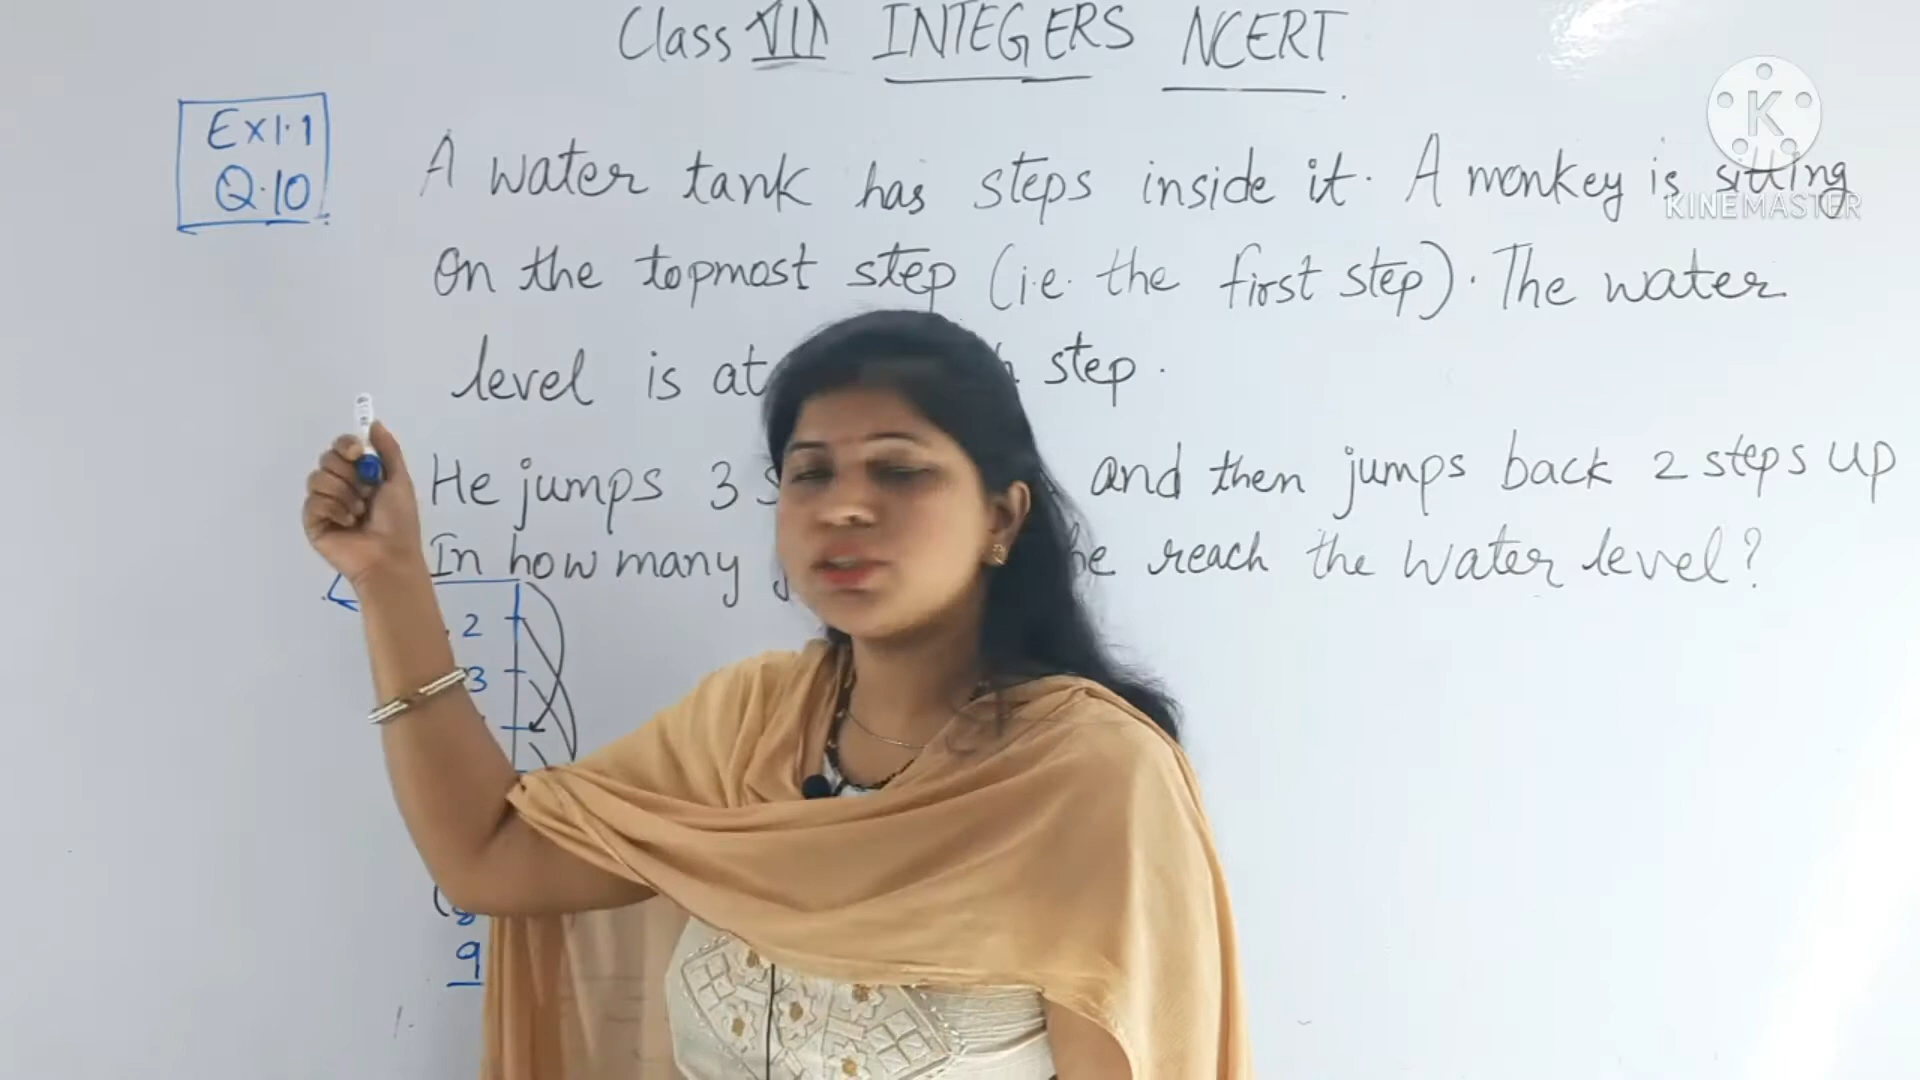 Class VII INTEGERS NCERT
Ex 1.1
Q.10
A water tank has steps inside it. A monkey is sitting
on the topmost step (i.e. the first step). The water
level is at step.
He jumps 3 and then jumps back 2 steps up
In how many he reach the water level?
2
3
8
9
K
KINEMASTER